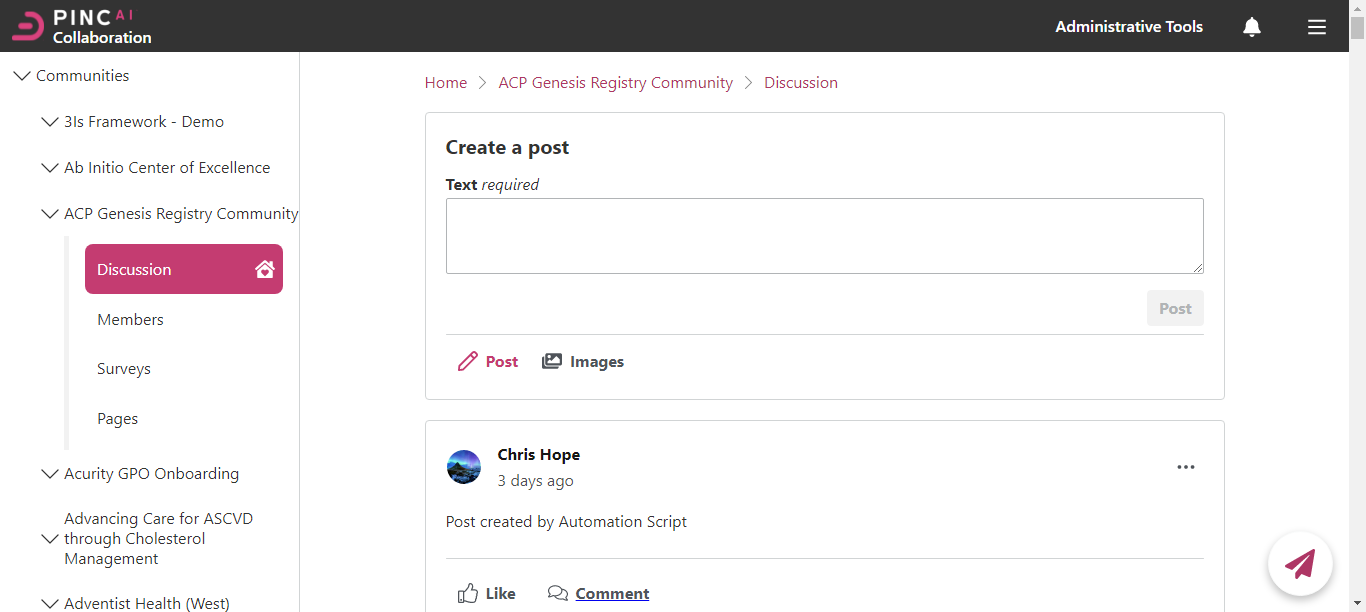 PINC AI
Collaboration
Administrative Tools
Communities
3Is Framework - Demo
Ab Initio Center of Excellence
ACP Genesis Registry Community
Discussion
Members
Surveys
Pages
Acurity GPO Onboarding
Advancing Care for ASCVD
through Cholesterol
Management
Adventist Health (West)
Home
ACP Genesis Registry Community
Discussion
Create a post
Text required
Post
Post
Images
Chris Hope
3 days ago
Post created by Automation Script
Like
Comment